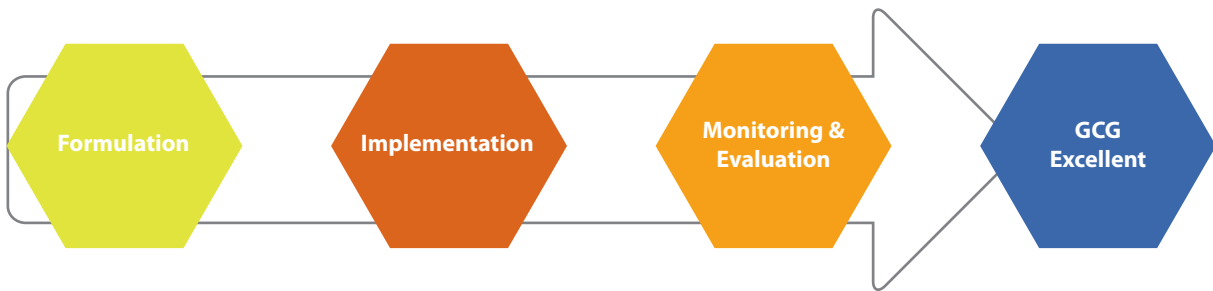 Formulation
Implementation
Monitoring &
Evaluation
GCG
Excellent